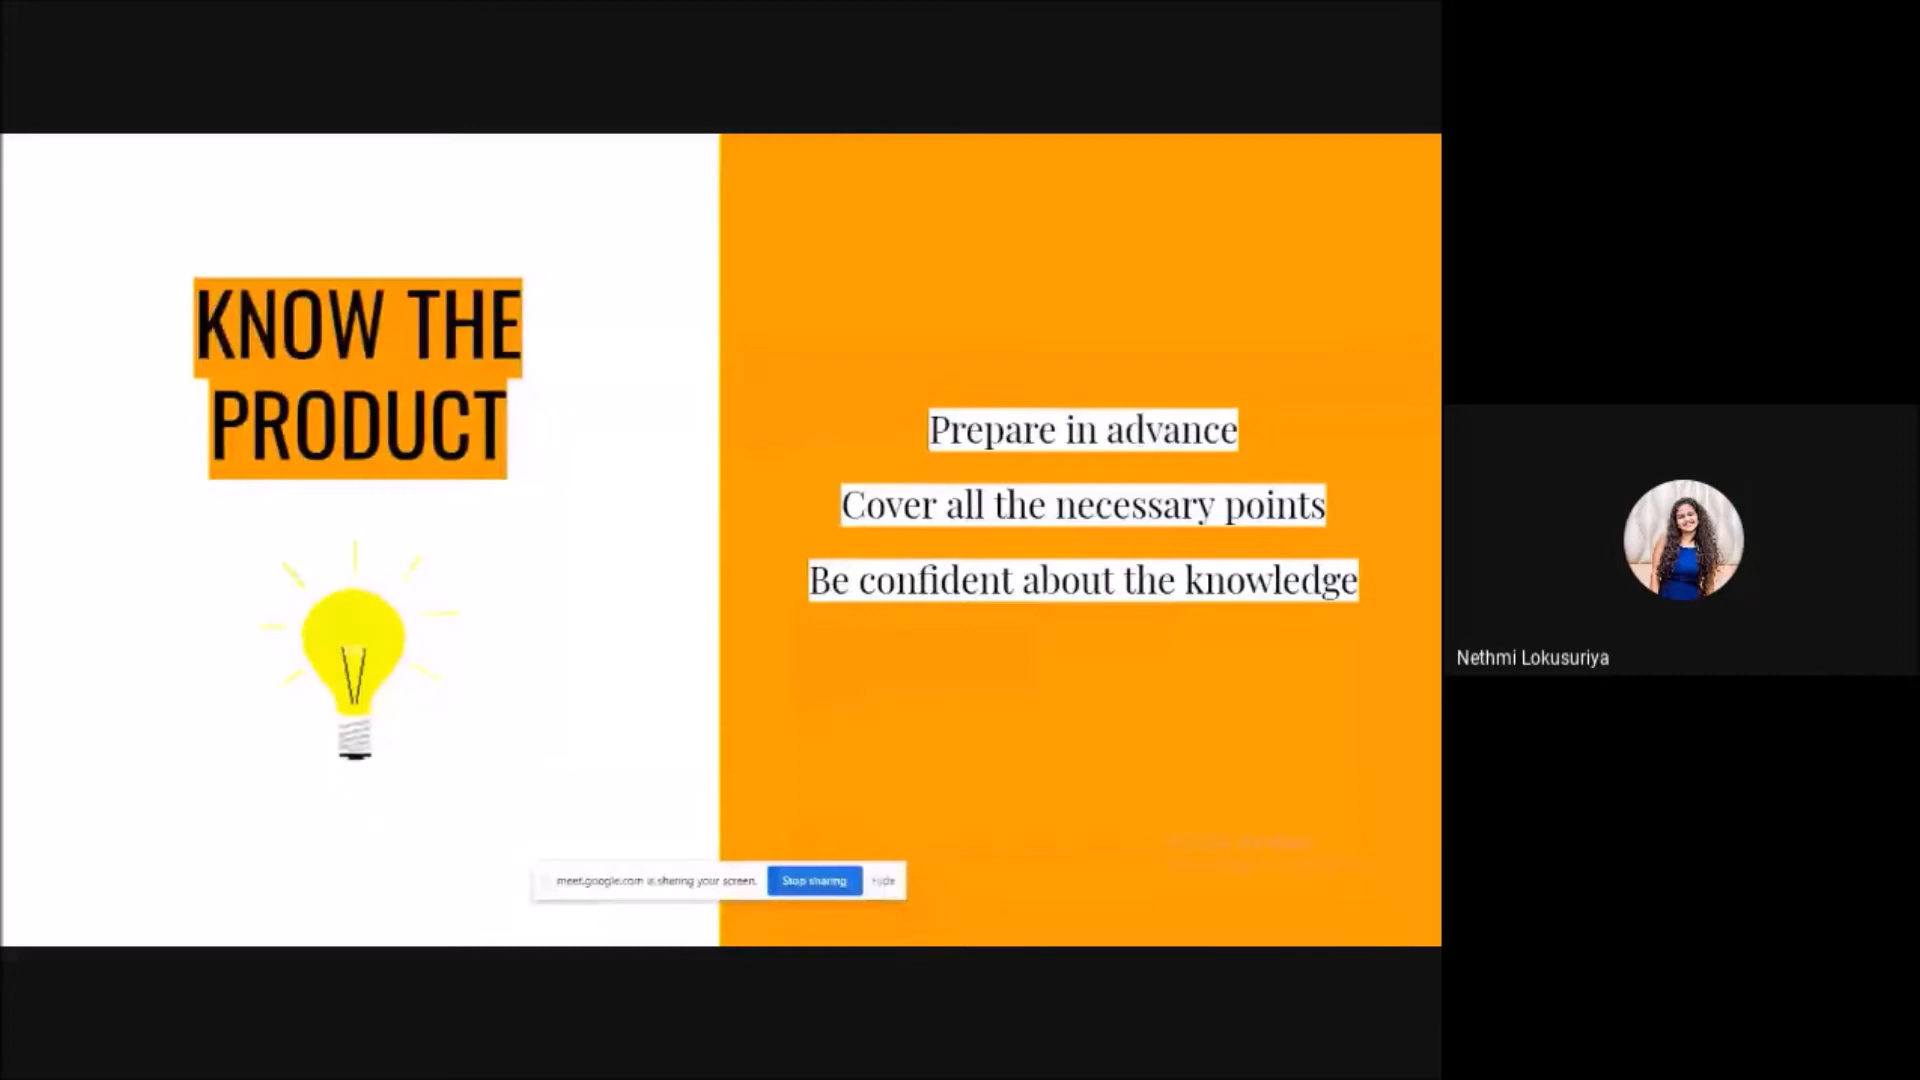 KNOW THE
PRODUCT
Prepare in advance
Cover all the necessary points
Be confident about the knowledge
meet.google.com is sharing your screen. Stop sharing Hide
Nethmi Lokusuriya